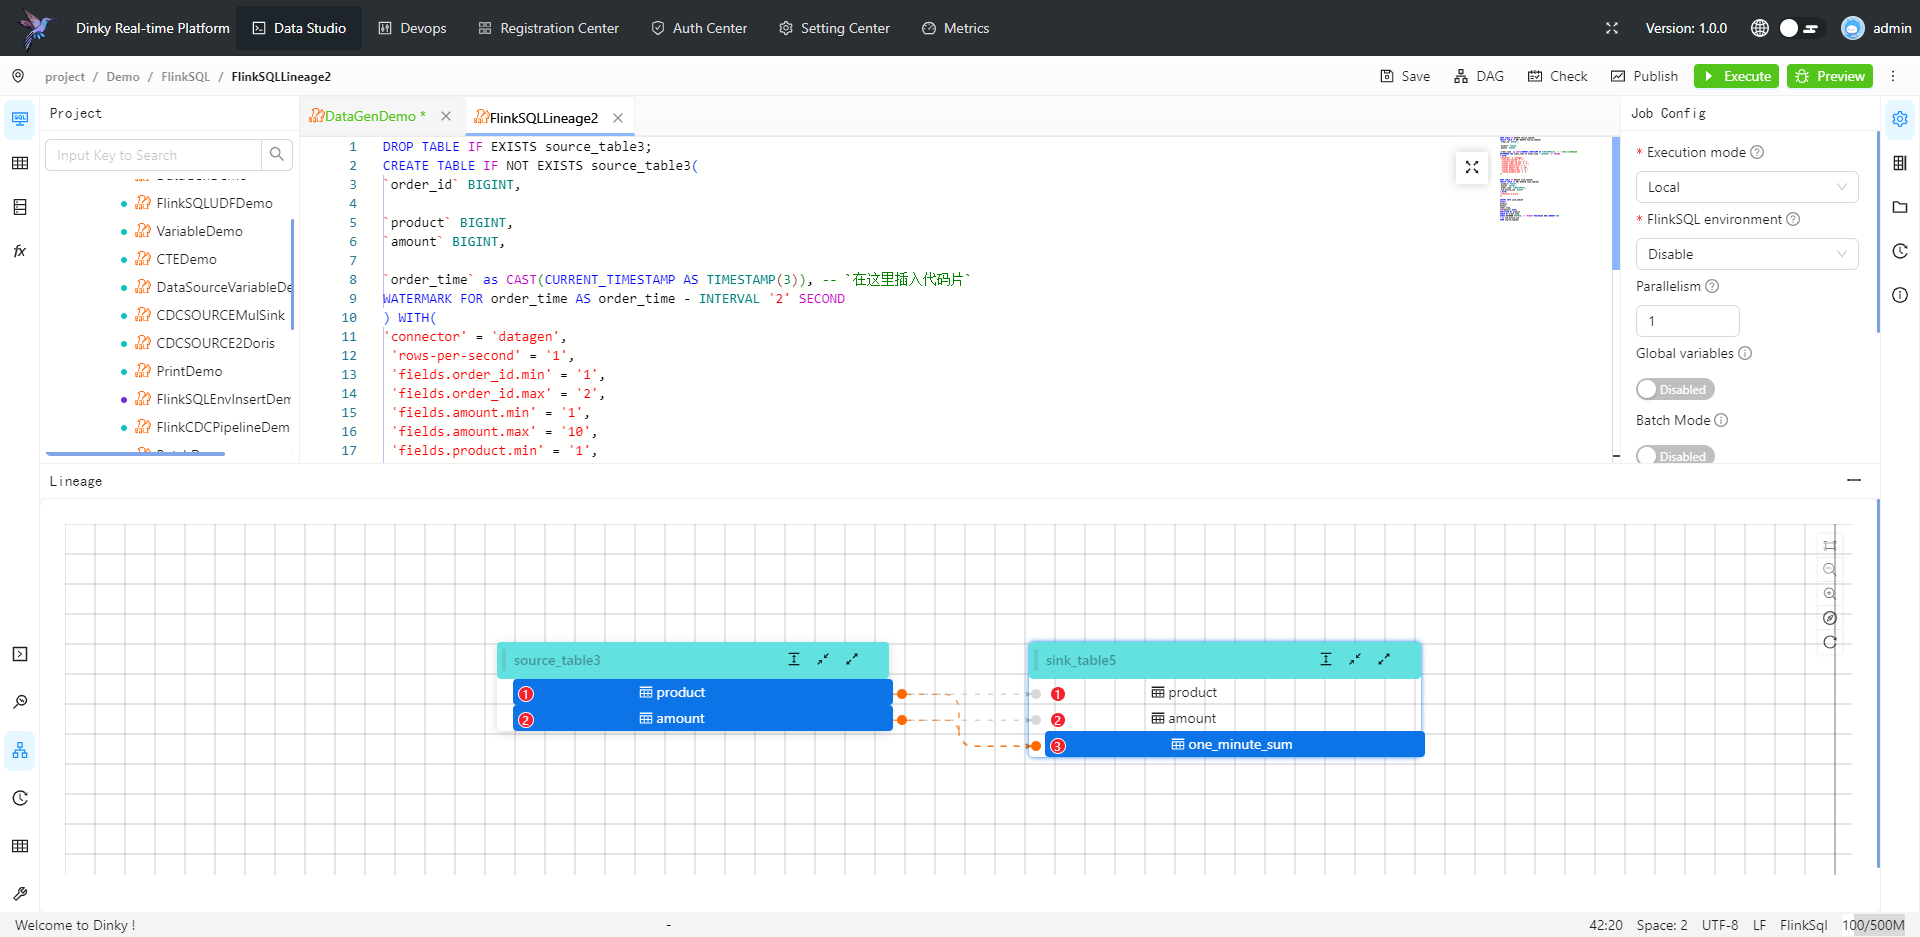 Dinky Real-time Platform
Data Studio
Devops
Registration Center
Auth Center
Setting Center
Metrics
Version: 1.0.0
admin
project / Demo / FlinkSQL / FlinkSQLLineage2
Save
DAG
Check
Publish
Execute
Preview
Project
Input Key to Search
FlinkSQLUDFDemo
VariableDemo
CTEDemo
DataSourceVariableDe
CDCSOURCEMulSink
CDCSOURCE2Doris
PrintDemo
FlinkSQLEnvInsertDem
FlinkCDCPipelineDem
DataGenDemo *
FlinkSQLLineage2
1 DROP TABLE IF EXISTS source_table3;
2 CREATE TABLE IF NOT EXISTS source_table3(
3 `order_id` BIGINT,
4
5 `product` BIGINT,
6 `amount` BIGINT,
7
8 `order_time` as CAST(CURRENT_TIMESTAMP AS TIMESTAMP(3)), -- `在这里插入代码片`
9 WATERMARK FOR order_time AS order_time - INTERVAL '2' SECOND
10 ) WITH(
11 'connector' = 'datagen',
12 'rows-per-second' = '1',
13 'fields.order_id.min' = '1',
14 'fields.order_id.max' = '2',
15 'fields.amount.min' = '1',
16 'fields.amount.max' = '10',
17 'fields.product.min' = '1',
Job Config
* Execution mode
Local
* FlinkSQL environment
Disable
Parallelism
1
Global variables
Disabled
Batch Mode
Disabled
Lineage
source_table3
1 product
2 amount
sink_table5
1 product
2 amount
3 one_minute_sum
Welcome to Dinky !
-
42:20
Space: 2
UTF-8
LF
FlinkSql
100/500M